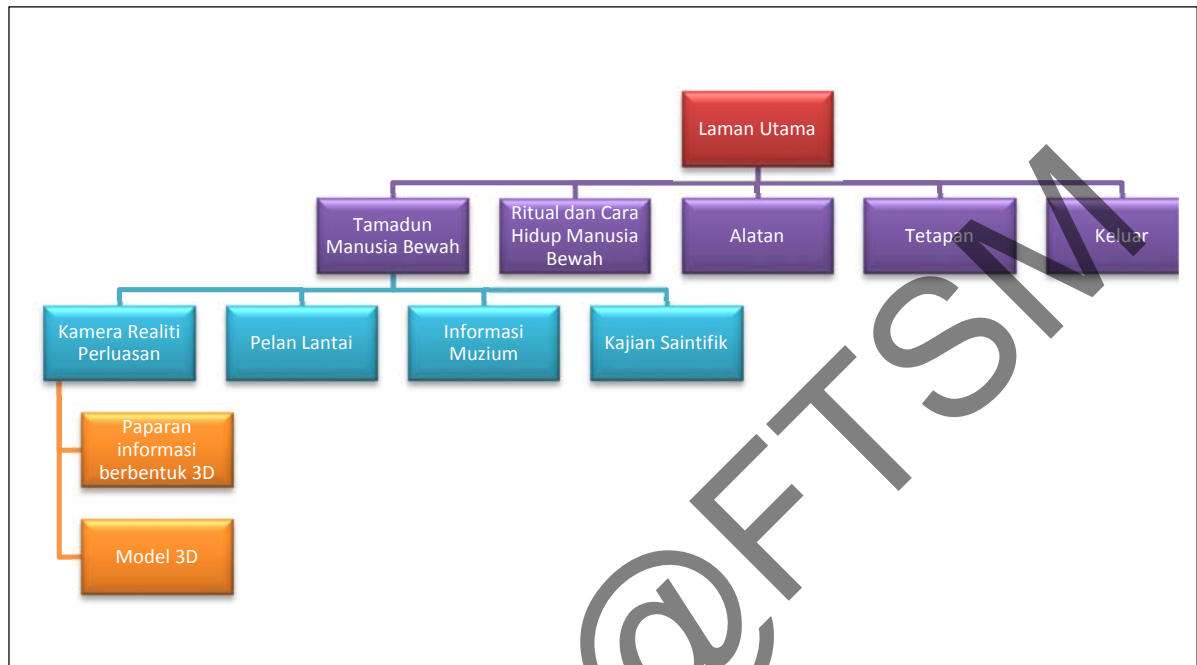 Laman Utama
Tamadun
Manusia Bewah
Ritual dan Cara
Hidup Manusia
Bewah
Alatan
Tetapan
Keluar
Kamera Realiti
Perluasan
Pelan Lantai
Informasi
Muzium
Kajian Saintifik
Paparan
informasi
berbentuk 3D
Model 3D
@FTSM